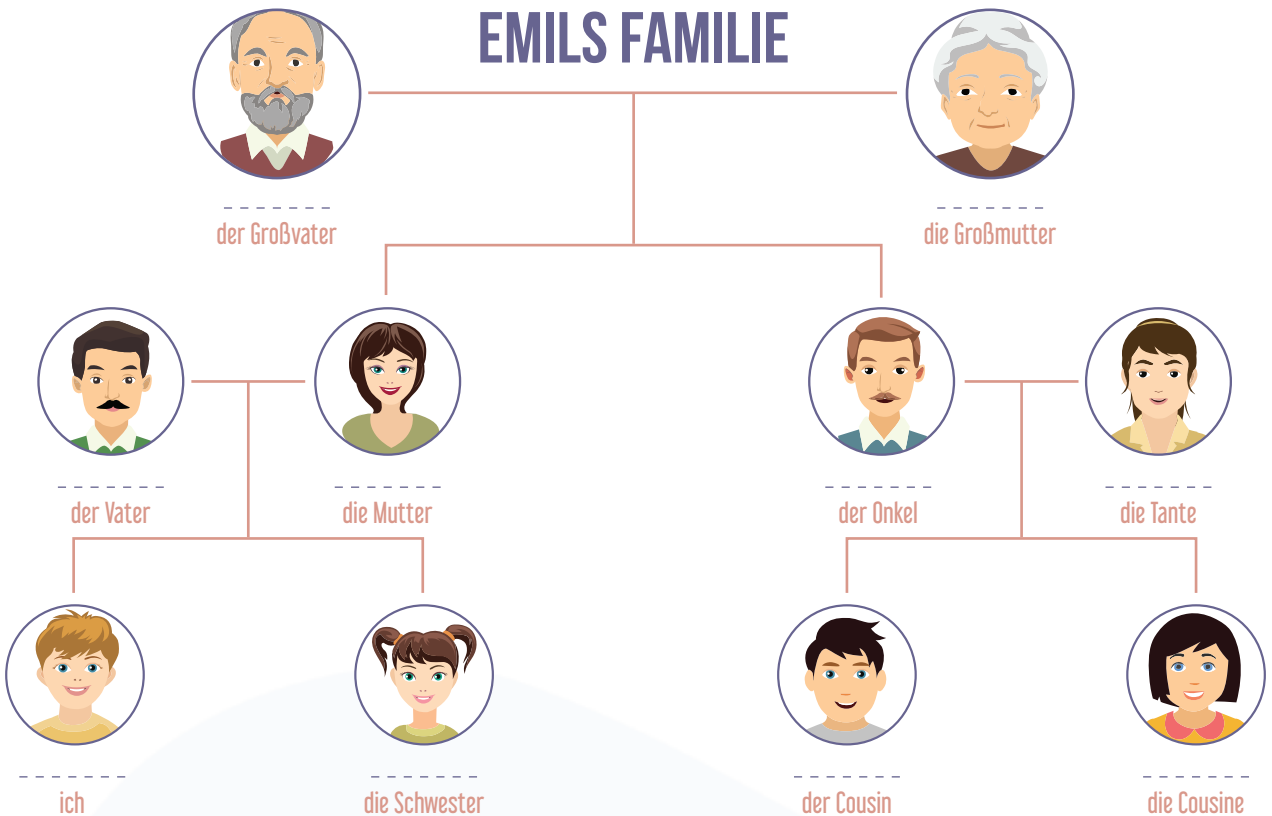 EMILS FAMILIE
der Großvater
die Großmutter
der Vater
die Mutter
der Onkel
die Tante
ich
die Schwester
der Cousin
die Cousine